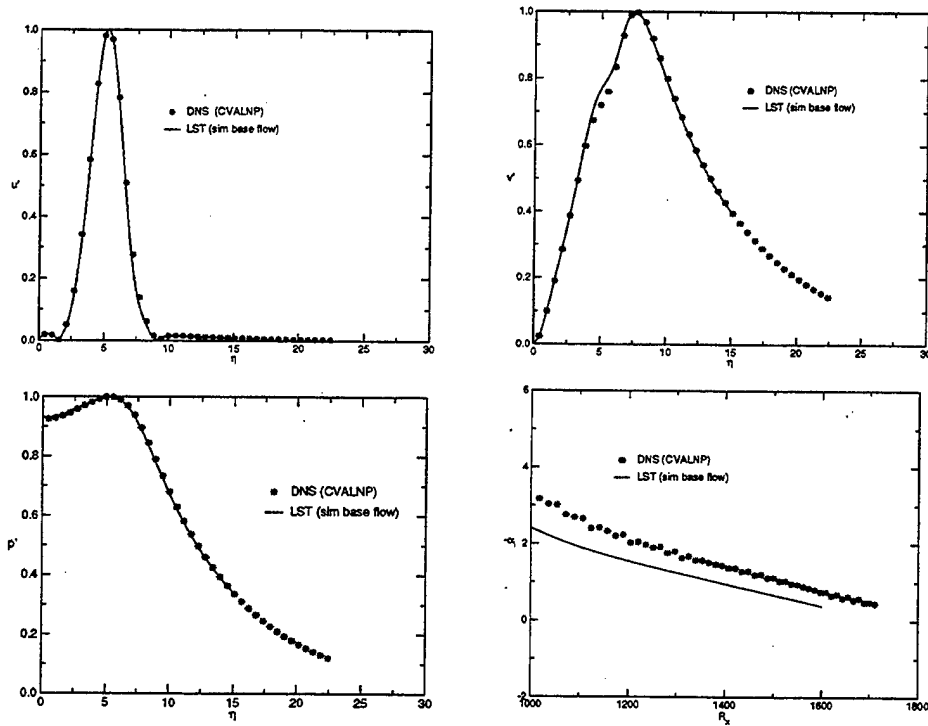 1.0
0.8
0.6
0.4
0.2
0.0
u'
DNS (CVALNP)
LST (sim base flow)
0 5 10 15 20 25 30
η
1.0
0.8
0.6
0.4
0.2
0.0
DNS (CVALNP)
LST (sim base flow)
0 5 10 15 20 25 30
η
1.0
0.8
0.6
0.4
0.2
0.0
p'
DNS (CVALNP)
LST (sim base flow)
0 5 10 15 20 25 30
η
6
4
2
0
-2
DNS (CVALNP)
LST (sim base flow)
1000 1200 1400 1600 1800
Rx